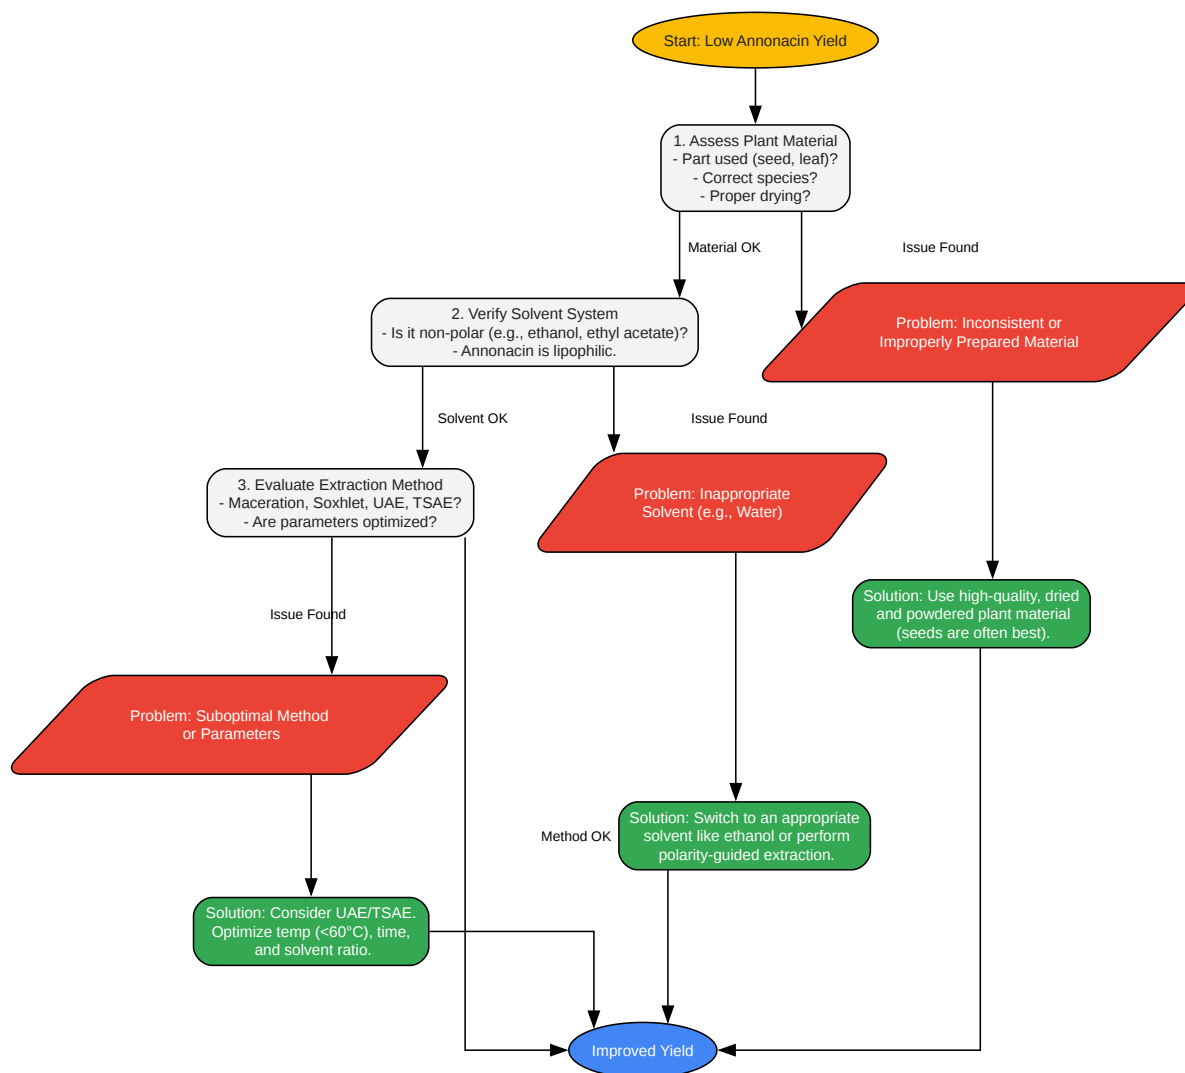 Start: Low Annonacin Yield
1. Assess Plant Material
- Part used (seed, leaf)?
- Correct species?
- Proper drying?
Material OK
Issue Found
Problem: Inconsistent or
Improperly Prepared Material
2. Verify Solvent System
- Is it non-polar (e.g., ethanol, ethyl acetate)?
- Annonacin is lipophilic.
Solvent OK
Issue Found
3. Evaluate Extraction Method
- Maceration, Soxhlet, UAE, TSAE?
- Are parameters optimized?
Problem: Inappropriate
Solvent (e.g., Water)
Solution: Use high-quality, dried
and powdered plant material
(seeds are often best).
Issue Found
Problem: Suboptimal Method
or Parameters
Method OK
Solution: Switch to an appropriate
solvent like ethanol or perform
polarity-guided extraction.
Solution: Consider UAE/TSAE.
Optimize temp (<60°C), time,
and solvent ratio.
Improved Yield